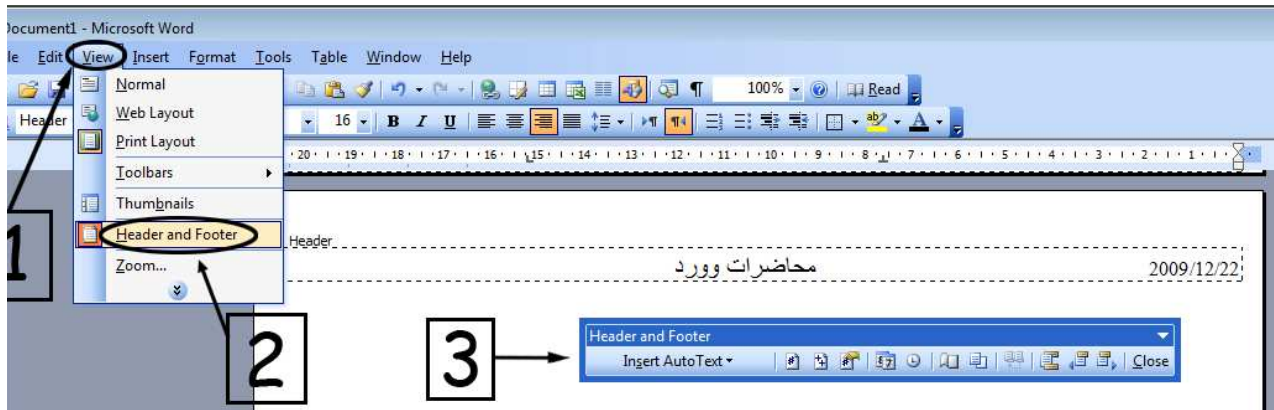 Document1 - Microsoft Word
le Edit View Insert Format Tools Table Window Help
100% Read
Header 16 B I U ab A
20 19 18 17 16 15 14 13 12 11 10 9 8 7 6 5 4 3 2 1
Normal
Web Layout
Print Layout
Toolbars
Thumbnails
Header and Footer
Zoom...
Header
محاضرات وورد
2009/12/22
1
2
3
Header and Footer
Insert AutoText Close